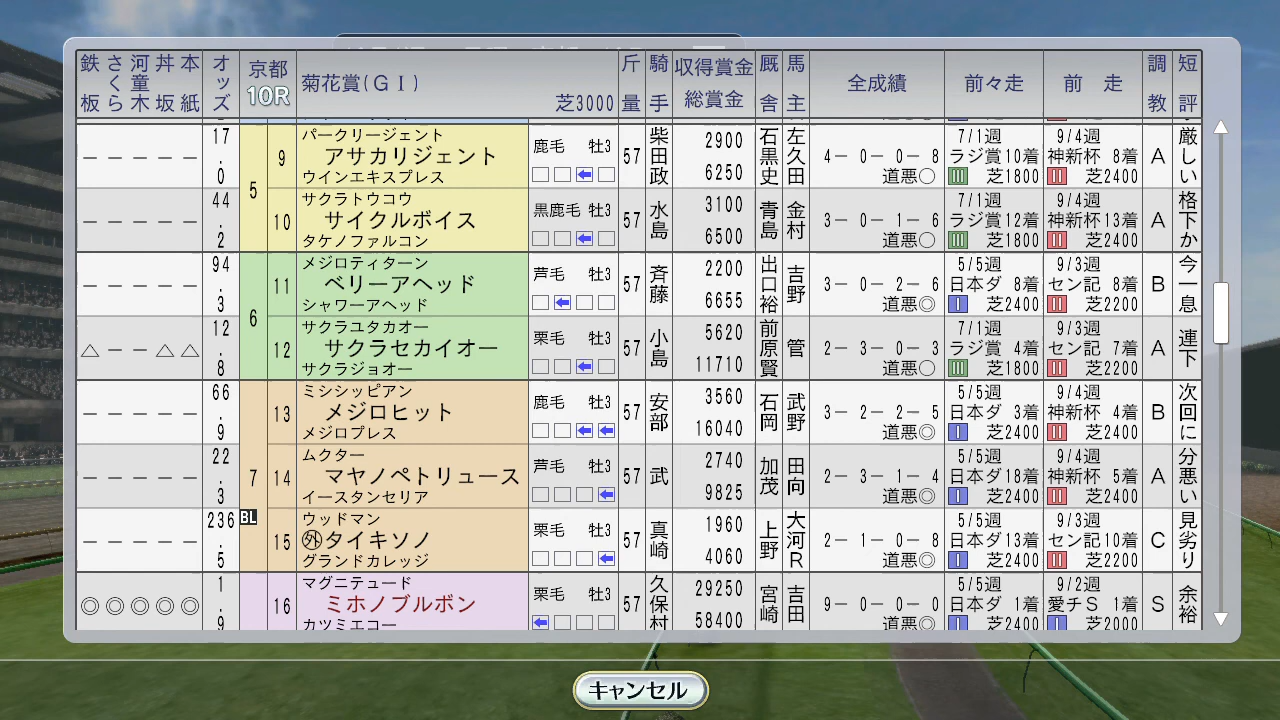 鉄板 さくら 河童木 丼坂 本紙 オッズ 京都 10R 菊花賞(GⅠ) 芝3000 斤量 騎手 収得賞金 総賞金 厩舎 馬主 全成績 前々走 前走 調教 短評
17.0 パークリージェント 柴田政 2900 石黒史 左久田 7/1週 9/4週 厳しい
————— 5 9 アサカリジェント 鹿毛 牡3 57 4－0－0－8 ラジ賞10着 神新杯 8着 A
ウインエキスプレス ← 6250 道悪○ Ⅲ 芝1800 Ⅱ 芝2400
44.2 サクラトウコウ 水島 3100 青島 金村 7/1週 9/4週 格下か
————— 10 サイクルボイス 黒鹿毛 牡3 57 3－0－1－6 ラジ賞12着 神新杯13着 A
タケノファルコン ← 6500 道悪○ Ⅲ 芝1800 Ⅱ 芝2400
94.3 メジロティターン 斉藤 2200 出口裕 吉野 5/5週 9/3週 今一息
————— 6 11 ベリーアヘッド 芦毛 牡3 57 3－0－2－6 日本ダ 8着 セン記 8着 B
シャワーアヘッド ← 6655 道悪◎ Ⅰ 芝2400 Ⅱ 芝2200
12.8 サクラユタカオー 小島 5620 前原賢 管 7/1週 9/3週 連下
△——△△ 12 サクラセカイオー 栗毛 牡3 57 2－3－0－3 ラジ賞 4着 セン記 7着 A
サクラジョオー ← 11710 道悪○ Ⅲ 芝1800 Ⅱ 芝2200
66.9 ミシシッピアン 安部 3560 石岡 武野 5/5週 9/4週 次回に
————— 7 13 メジロヒット 鹿毛 牡3 57 3－2－2－5 日本ダ 3着 神新杯 4着 B
メジロプレス ←← 16040 道悪◎ Ⅰ 芝2400 Ⅱ 芝2400
22.3 ムクター 武 2740 加茂 田向 5/5週 9/4週 分悪い
————— 14 マヤノペトリュース 芦毛 牡3 57 2－3－1－4 日本ダ18着 神新杯 5着 A
イースタンセリア ← 9825 道悪◎ Ⅰ 芝2400 Ⅱ 芝2400
236.5 BL ウッドマン 真崎 1960 上野 大河R 5/5週 9/3週 見劣り
————— 15 外タイキソノ 栗毛 牡3 57 2－1－0－8 日本ダ13着 セン記10着 C
グランドカレッジ ← 4060 道悪◎ Ⅰ 芝2400 Ⅱ 芝2200
1.9 マグニテュード 久保村 29250 宮崎 吉田 5/5週 9/2週 余裕
◎◎◎◎◎ 16 ミホノブルボン 栗毛 牡3 57 9－0－0－0 日本ダ 1着 愛チS 1着 S
カツミエコー ← 58400 道悪◎ Ⅰ 芝2400 Ⅰ 芝2000
キャンセル